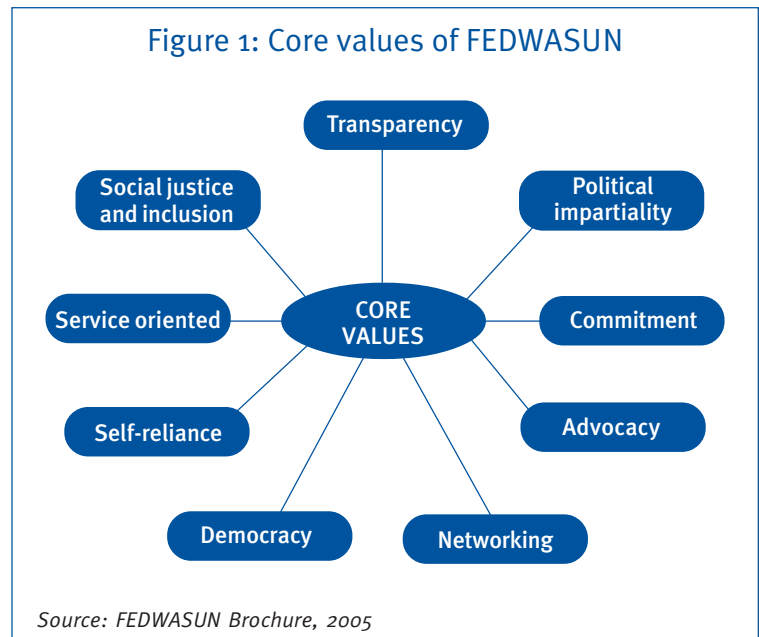 Figure 1: Core values of FEDWASUN
Transparency
Social justice
and inclusion
Political
impartiality
Service oriented
CORE
VALUES
Commitment
Self-reliance
Advocacy
Democracy
Networking
Source: FEDWASUN Brochure, 2005